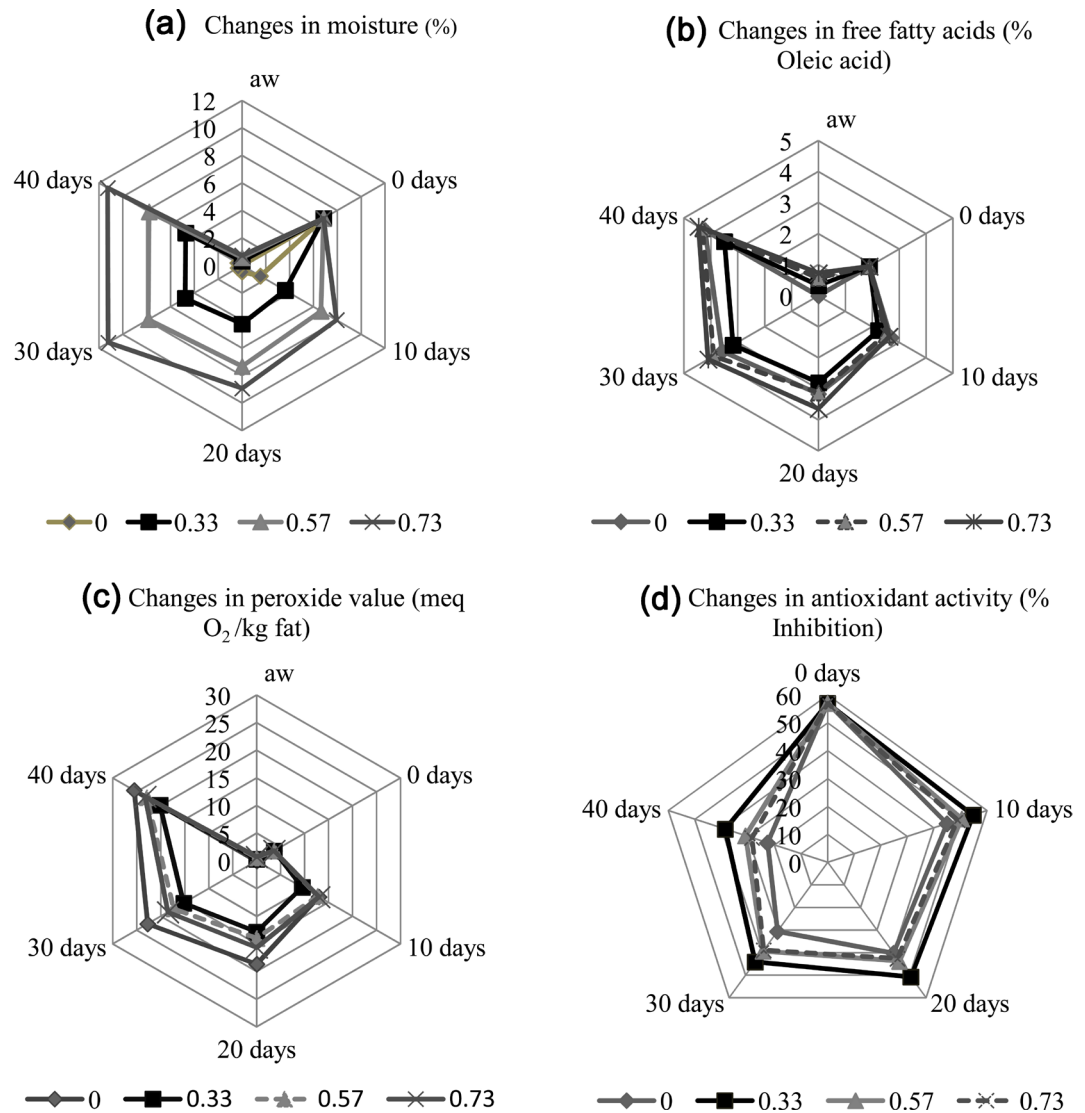 (a) Changes in moisture (%)
aw
12
10
8
6
4
2
0
0 days
10 days
20 days
30 days
40 days
0 0.33 0.57 0.73
(b) Changes in free fatty acids (%
Oleic acid)
aw
5
4
3
2
1
0
0 days
10 days
20 days
30 days
40 days
0 0.33 0.57 0.73
(c) Changes in peroxide value (meq
O₂ /kg fat)
aw
30
25
20
15
10
5
0
0 days
10 days
20 days
30 days
40 days
0 0.33 0.57 0.73
(d) Changes in antioxidant activity (%
Inhibition)
0 days
60
50
40
30
20
10
0
10 days
20 days
30 days
40 days
0 0.33 0.57 0.73